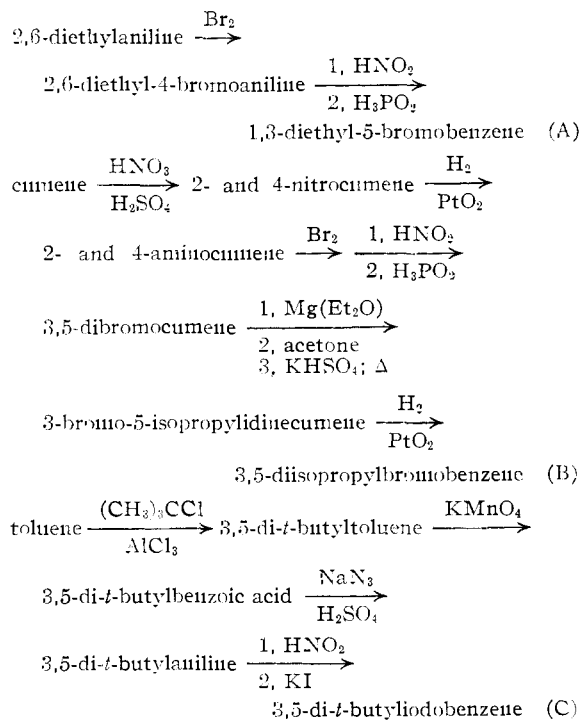 Br₂
2,6-diethylaniline ⟶
1, HNO₂
2,6-diethyl-4-bromoaniline ⟶
2, H₃PO₂
1,3-diethyl-5-bromobenzene (A)
HNO₃ H₂
cumene ⟶ 2- and 4-nitrocumene ⟶
H₂SO₄ PtO₂
Br₂ 1, HNO₂
2- and 4-aminocumene ⟶ ⟶
2, H₃PO₂
1, Mg(Et₂O)
3,5-dibromocumene ⟶
2, acetone
3, KHSO₄; Δ
H₂
3-bromo-5-isopropylidinecumene ⟶
PtO₂
3,5-diisopropylbromobenzene (B)
(CH₃)₃CCl KMnO₄
toluene ⟶ 3,5-di-t-butyltoluene ⟶
AlCl₃
NaN₃
3,5-di-t-butylbenzoic acid ⟶
H₂SO₄
1, HNO₂
3,5-di-t-butylaniline ⟶
2, KI
3,5-di-t-butyliodobenzene (C)